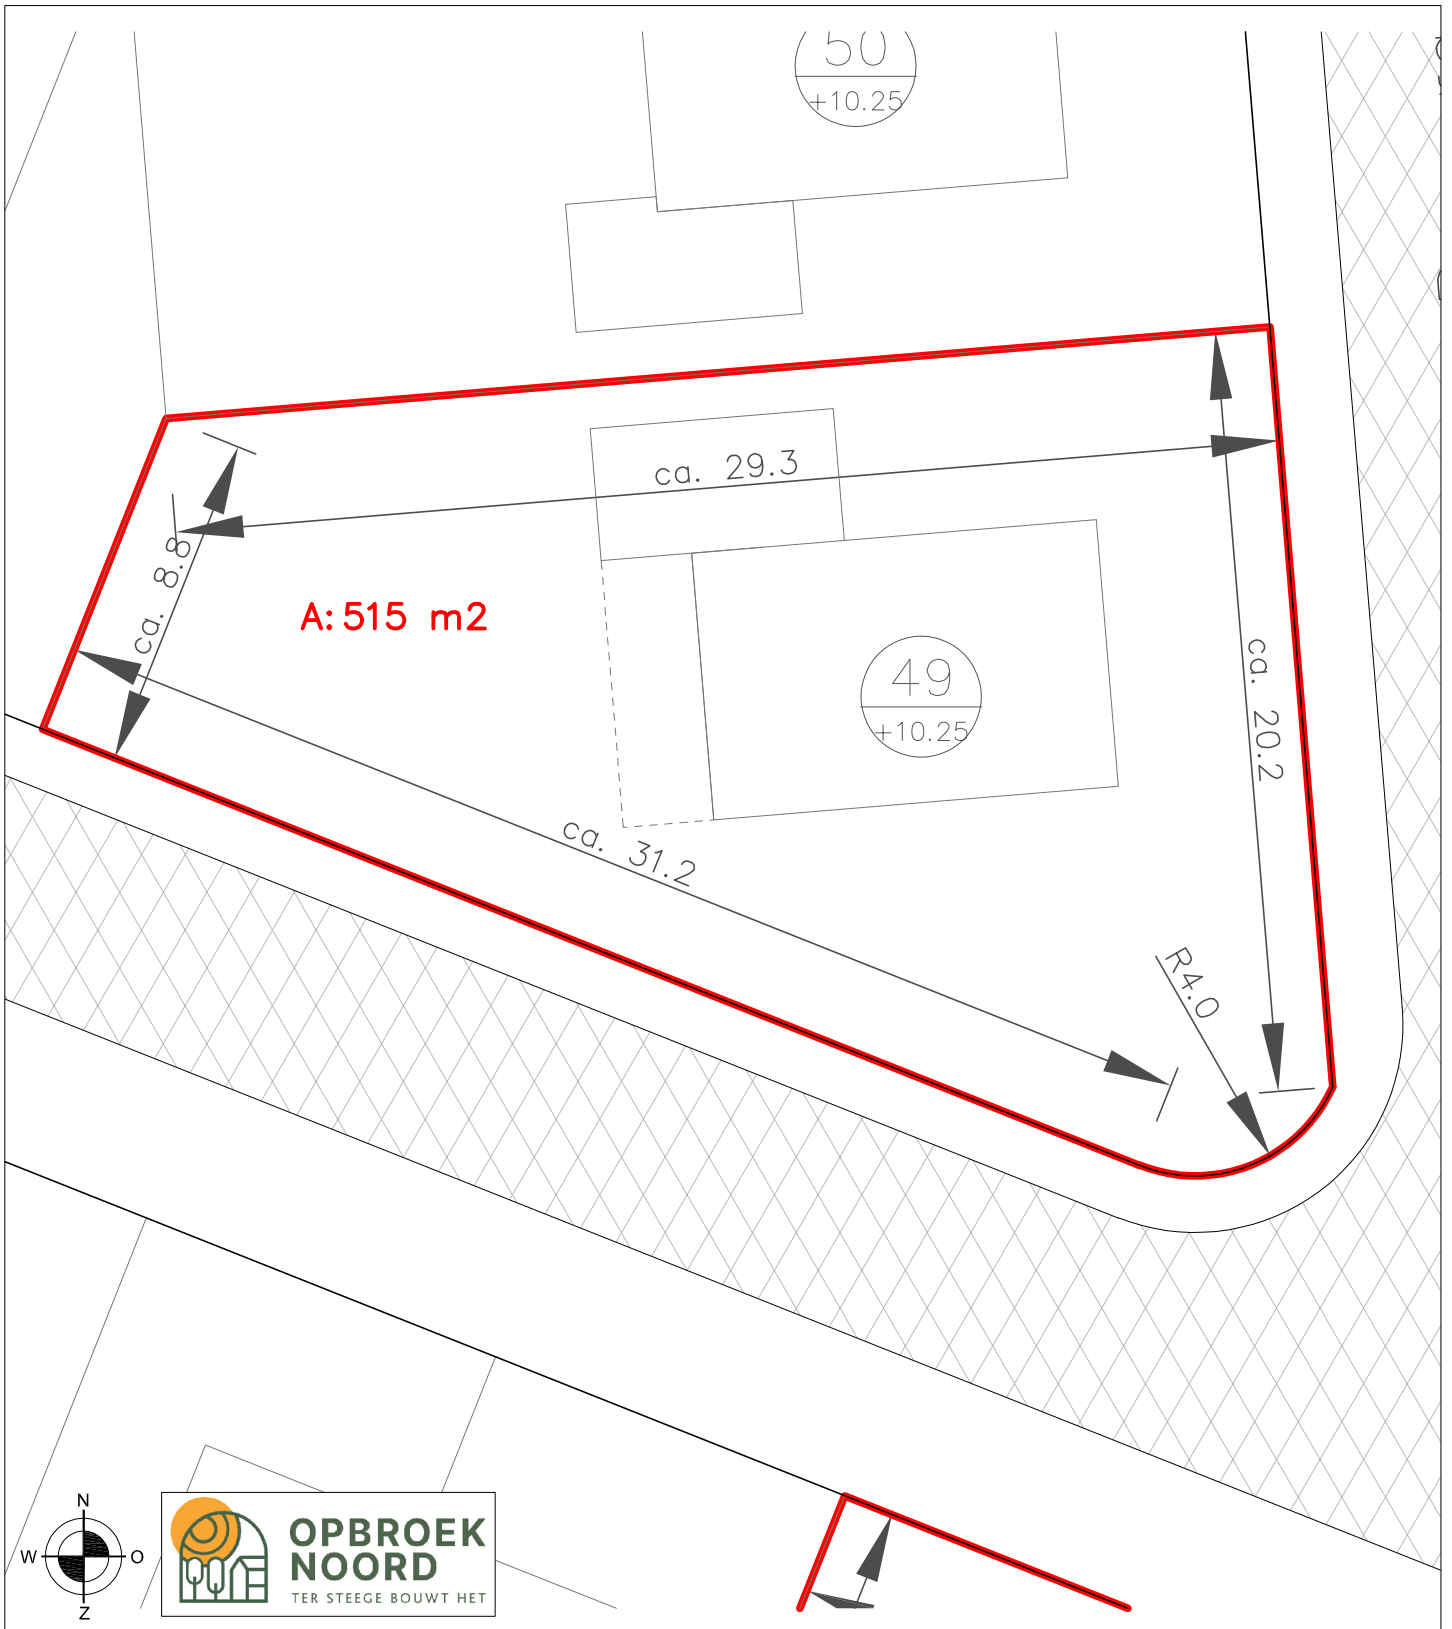 50
+10.25
ca. 29.3
ca. 8.8
A: 515 m2
49
+10.25
ca. 20.2
ca. 31.2
R4.0
N
W O
Z
OPBROEK
NOORD
TER STEEGE BOUWT HET